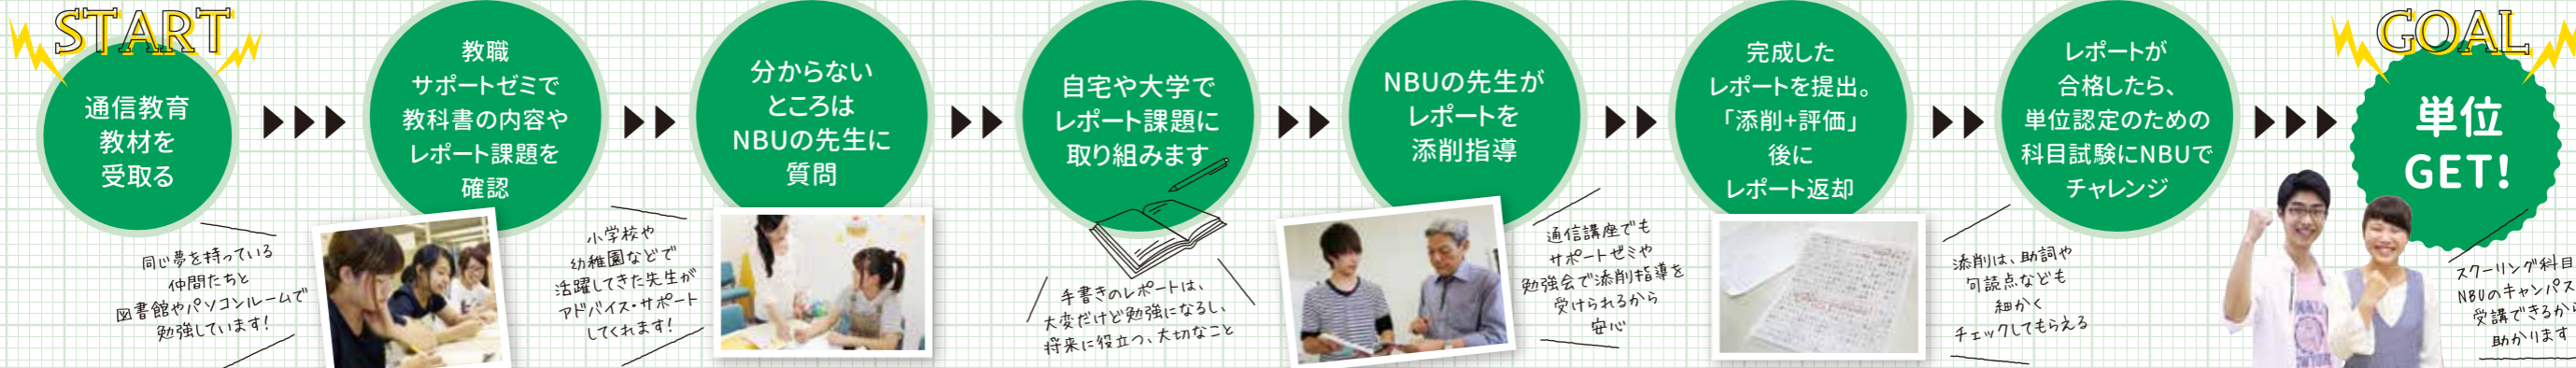 START
通信教育
教材を
受取る
同じ夢を持っている
仲間たちと
図書館やパソコンルームで
勉強しています!
教職
サポートゼミで
教科書の内容や
レポート課題を
確認
小学校や
幼稚園などで
活躍してきた先生が
アドバイス・サポート
してくれます!
分からない
ところは
NBUの先生に
質問
自宅や大学で
レポート課題に
取り組みます
手書きのレポートは、
大変だけど勉強になるし、
将来に役立つ、大切なこと
NBUの先生が
レポートを
添削指導
通信講座でも
サポートゼミや
勉強会で添削指導を
受けられるから
安心
完成した
レポートを提出。
「添削+評価」
後に
レポート返却
添削は、助詞や
句読点なども
細かく
チェックしてもらえる
レポートが
合格したら、
単位認定のための
科目試験にNBUで
チャレンジ
GOAL
単位
GET!
スクーリング科目
NBUのキャンパス
受講できるから
助かります